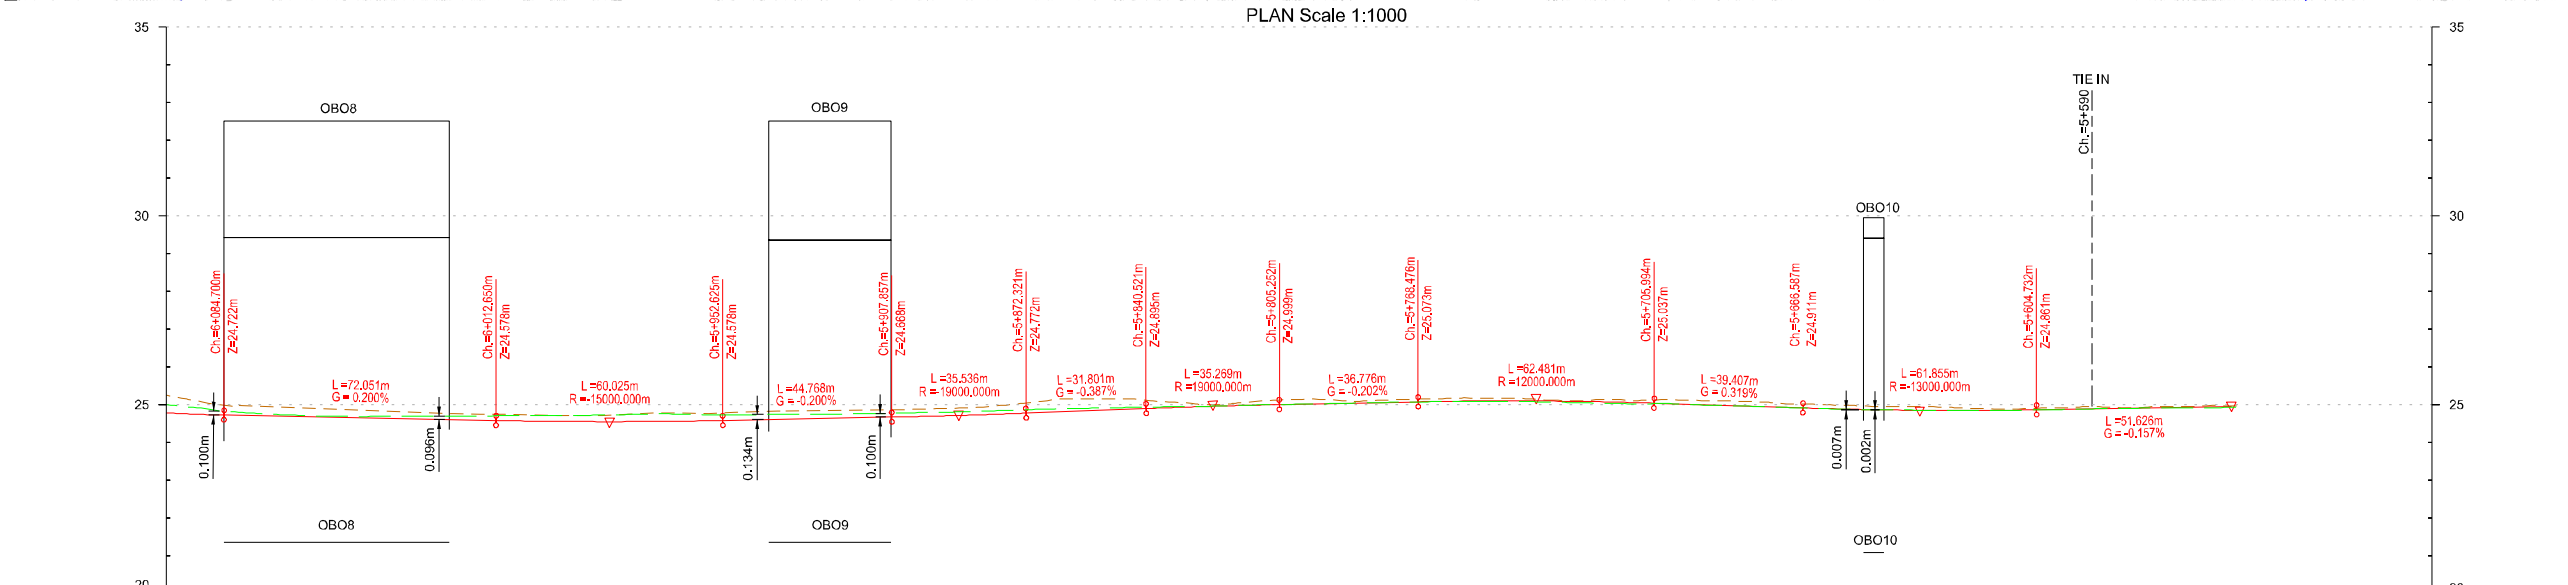 PLAN Scale 1:1000
35
35
TIE IN
Ch.=5+590
OBO8
OBO9
30
OBO10
30
Ch.=6+084.700m
Z=24.722m
Ch.=6+012.650m
Z=24.578m
Ch.=5+952.625m
Z=24.578m
Ch.=5+907.857m
Z=24.668m
Ch.=5+872.321m
Z=24.772m
Ch.=5+840.521m
Z=24.895m
Ch.=5+805.252m
Z=24.999m
Ch.=5+768.476m
Z=25.073m
Ch.=5+705.994m
Z=25.037m
Ch.=5+666.587m
Z=24.911m
Ch.=5+604.732m
Z=24.861m
L =72.051m
G = 0.200%
L =60.025m
R =-15000.000m
L =44.768m
G = -0.200%
L =35.536m
R = -19000.000m
L =31.801m
G = -0.387%
L =35.269m
R =19000.000m
L =36.776m
G = -0.202%
L =62.481m
R = 12000.000m
L =39.407m
G = 0.319%
L =61.855m
R =-13000.000m
25
25
L =51.626m
G = -0.157%
0.100m
0.096m
0.134m
0.100m
0.007m
0.002m
OBO8
OBO9
OBO10
20